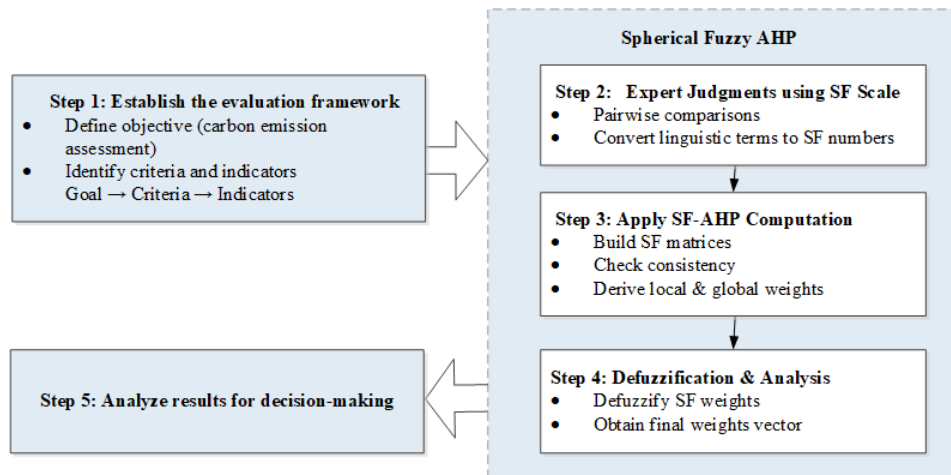 Step 1: Establish the evaluation framework
• Define objective (carbon emission
assessment)
• Identify criteria and indicators
Goal → Criteria → Indicators
Spherical Fuzzy AHP
Step 2: Expert Judgments using SF Scale
• Pairwise comparisons
• Convert linguistic terms to SF numbers
Step 3: Apply SF-AHP Computation
• Build SF matrices
• Check consistency
• Derive local & global weights
Step 4: Defuzzification & Analysis
• Defuzzify SF weights
• Obtain final weights vector
Step 5: Analyze results for decision-making